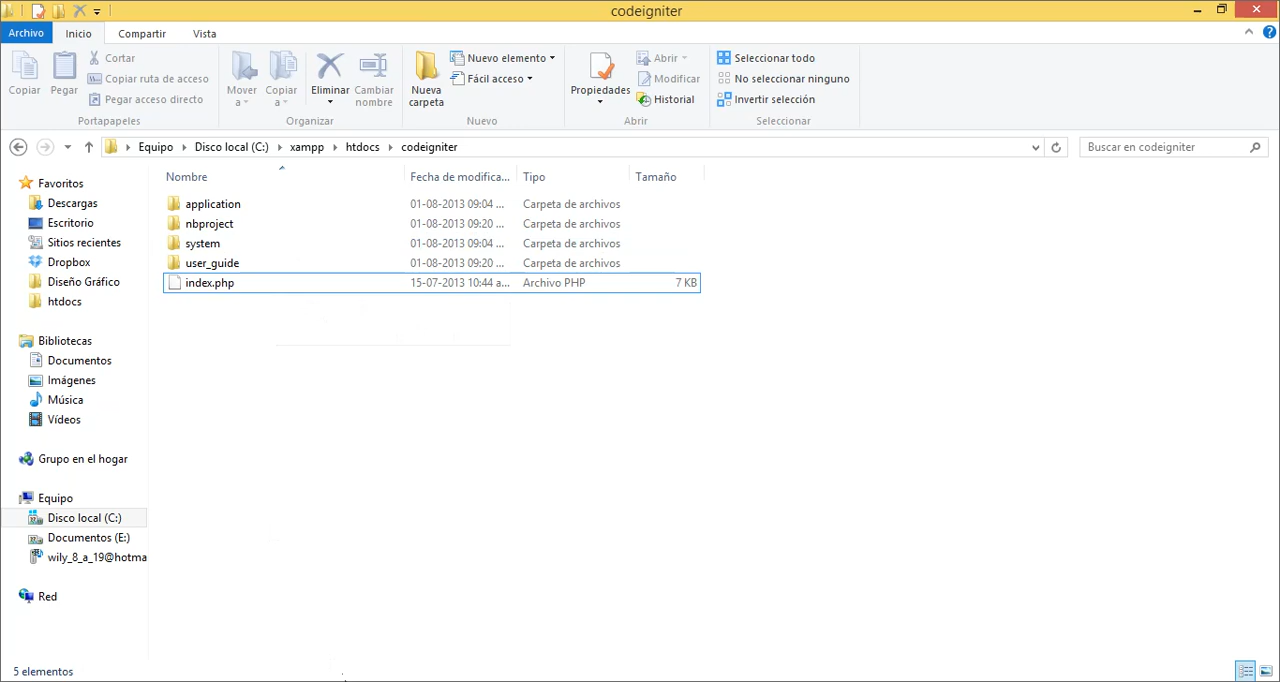 codeigniter
Archivo Inicio Compartir Vista
Copiar
Pegar
Cortar
Copiar ruta de acceso
Pegar acceso directo
Portapapeles
Mover a
Copiar a
Eliminar
Cambiar nombre
Organizar
Nueva carpeta
Nuevo elemento
Fácil acceso
Nuevo
Propiedades
Abrir
Modificar
Historial
Abrir
Seleccionar todo
No seleccionar ninguno
Invertir selección
Seleccionar
Equipo Disco local (C:) xampp htdocs codeigniter
Buscar en codeigniter
Favoritos
Descargas
Escritorio
Sitios recientes
Dropbox
Diseño Gráfico
htdocs
Bibliotecas
Documentos
Imágenes
Música
Vídeos
Grupo en el hogar
Equipo
Disco local (C:)
Documentos (E:)
wily_8_a_19@hotma
Red
Nombre Fecha de modifica... Tipo Tamaño
application 01-08-2013 09:04 ... Carpeta de archivos
nbproject 01-08-2013 09:20 ... Carpeta de archivos
system 01-08-2013 09:04 ... Carpeta de archivos
user_guide 01-08-2013 09:20 ... Carpeta de archivos
index.php 15-07-2013 10:44 a... Archivo PHP 7 KB
5 elementos